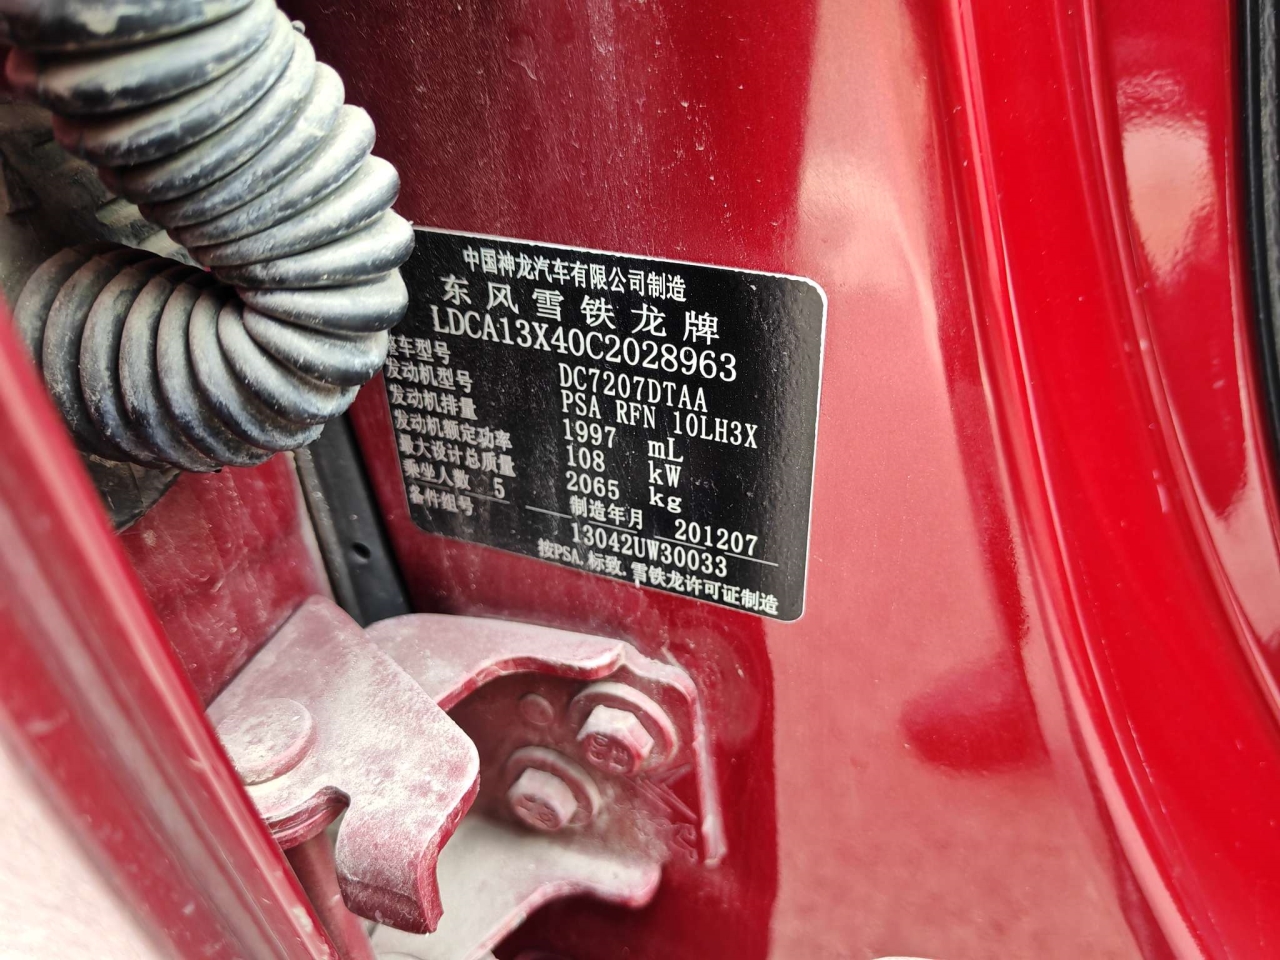 中国神龙汽车有限公司制造
东风雪铁龙牌
LDCA13X40C2028963
整车型号 DC7207DTAA
发动机型号 PSA RFN 10LH3X
发动机排量 1997 mL
发动机额定功率 108 kW
最大设计总质量 2065 kg
乘坐人数 5 制造年月 201207
备件组号 13042UW30033
按PSA.标致.雪铁龙许可证制造